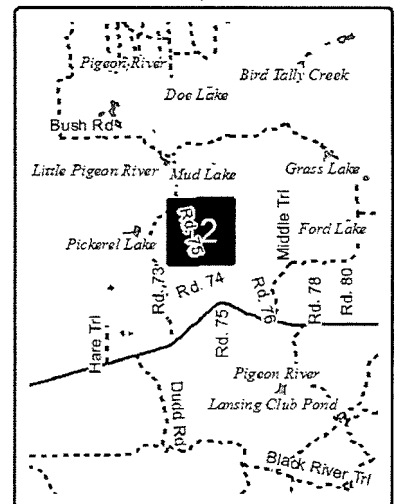 Pigeon River
Bird Tally Creek
Doe Lake
Bush Rd
Little Pigeon River
Mud Lake
Grass Lake
Middle Trl
Rd. 75
2
Ford Lake
Pickerel Lake
Rd. 73
Rd. 74
Rd. 76
Rd. 78
Rd. 80
Rd. 75
Hare Trl
Pigeon River
Lansing Club Pond
Dudd Rd
Black River Trl